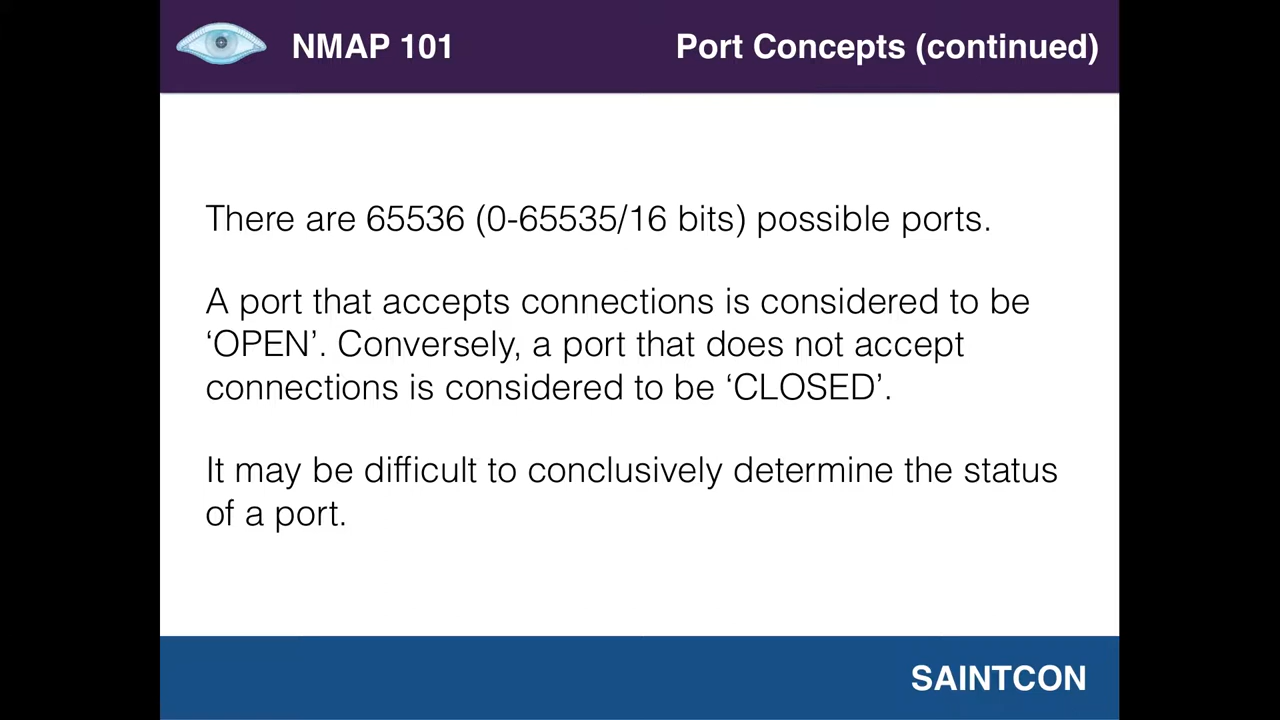 NMAP 101
Port Concepts (continued)
There are 65536 (0-65535/16 bits) possible ports.
A port that accepts connections is considered to be
‘OPEN’. Conversely, a port that does not accept
connections is considered to be ‘CLOSED’.
It may be difficult to conclusively determine the status
of a port.
SAINTCON